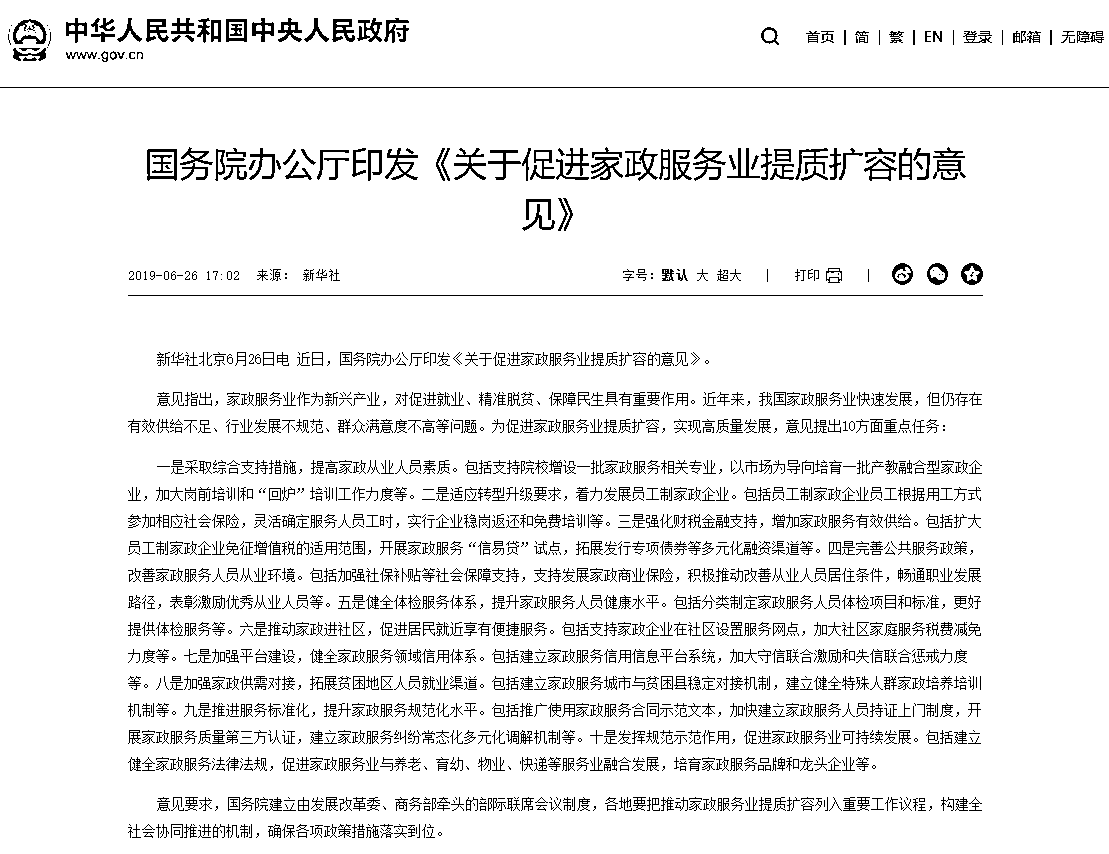 中华人民共和国中央人民政府
www.gov.cn
首页 | 简 | 繁 | EN | 登录 | 邮箱 | 无障碍
国务院办公厅印发《关于促进家政服务业提质扩容的意
见》
2019-06-26 17:02 来源： 新华社 字号：默认 大 超大 | 打印 |
新华社北京6月26日电 近日，国务院办公厅印发《关于促进家政服务业提质扩容的意见》。
意见指出，家政服务业作为新兴产业，对促进就业、精准脱贫、保障民生具有重要作用。近年来，我国家政服务业快速发展，但仍存在
有效供给不足、行业发展不规范、群众满意度不高等问题。为促进家政服务业提质扩容，实现高质量发展，意见提出10方面重点任务：
一是采取综合支持措施，提高家政从业人员素质。包括支持院校增设一批家政服务相关专业，以市场为导向培育一批产教融合型家政企
业，加大岗前培训和“回炉”培训工作力度等。二是适应转型升级要求，着力发展员工制家政企业。包括员工制家政企业员工根据用工方式
参加相应社会保险，灵活确定服务人员工时，实行企业稳岗返还和免费培训等。三是强化财税金融支持，增加家政服务有效供给。包括扩大
员工制家政企业免征增值税的适用范围，开展家政服务“信易贷”试点，拓展发行专项债券等多元化融资渠道等。四是完善公共服务政策，
改善家政服务人员从业环境。包括加强社保补贴等社会保障支持，支持发展家政商业保险，积极推动改善从业人员居住条件，畅通职业发展
路径，表彰激励优秀从业人员等。五是健全体检服务体系，提升家政服务人员健康水平。包括分类制定家政服务人员体检项目和标准，更好
提供体检服务等。六是推动家政进社区，促进居民就近享有便捷服务。包括支持家政企业在社区设置服务网点，加大社区家庭服务税费减免
力度等。七是加强平台建设，健全家政服务领域信用体系。包括建立家政服务信用信息平台系统，加大守信联合激励和失信联合惩戒力度
等。八是加强家政供需对接，拓展贫困地区人员就业渠道。包括建立家政服务城市与贫困县稳定对接机制，建立健全特殊人群家政培养培训
机制等。九是推进服务标准化，提升家政服务规范化水平。包括推广使用家政服务合同示范文本，加快建立家政服务人员持证上门制度，开
展家政服务质量第三方认证，建立家政服务纠纷常态化多元化调解机制等。十是发挥规范示范作用，促进家政服务业可持续发展。包括建立
健全家政服务法律法规，促进家政服务业与养老、育幼、物业、快递等服务业融合发展，培育家政服务品牌和龙头企业等。
意见要求，国务院建立由发展改革委、商务部牵头的部际联席会议制度，各地要把推动家政服务业提质扩容列入重要工作议程，构建全
社会协同推进的机制，确保各项政策措施落实到位。